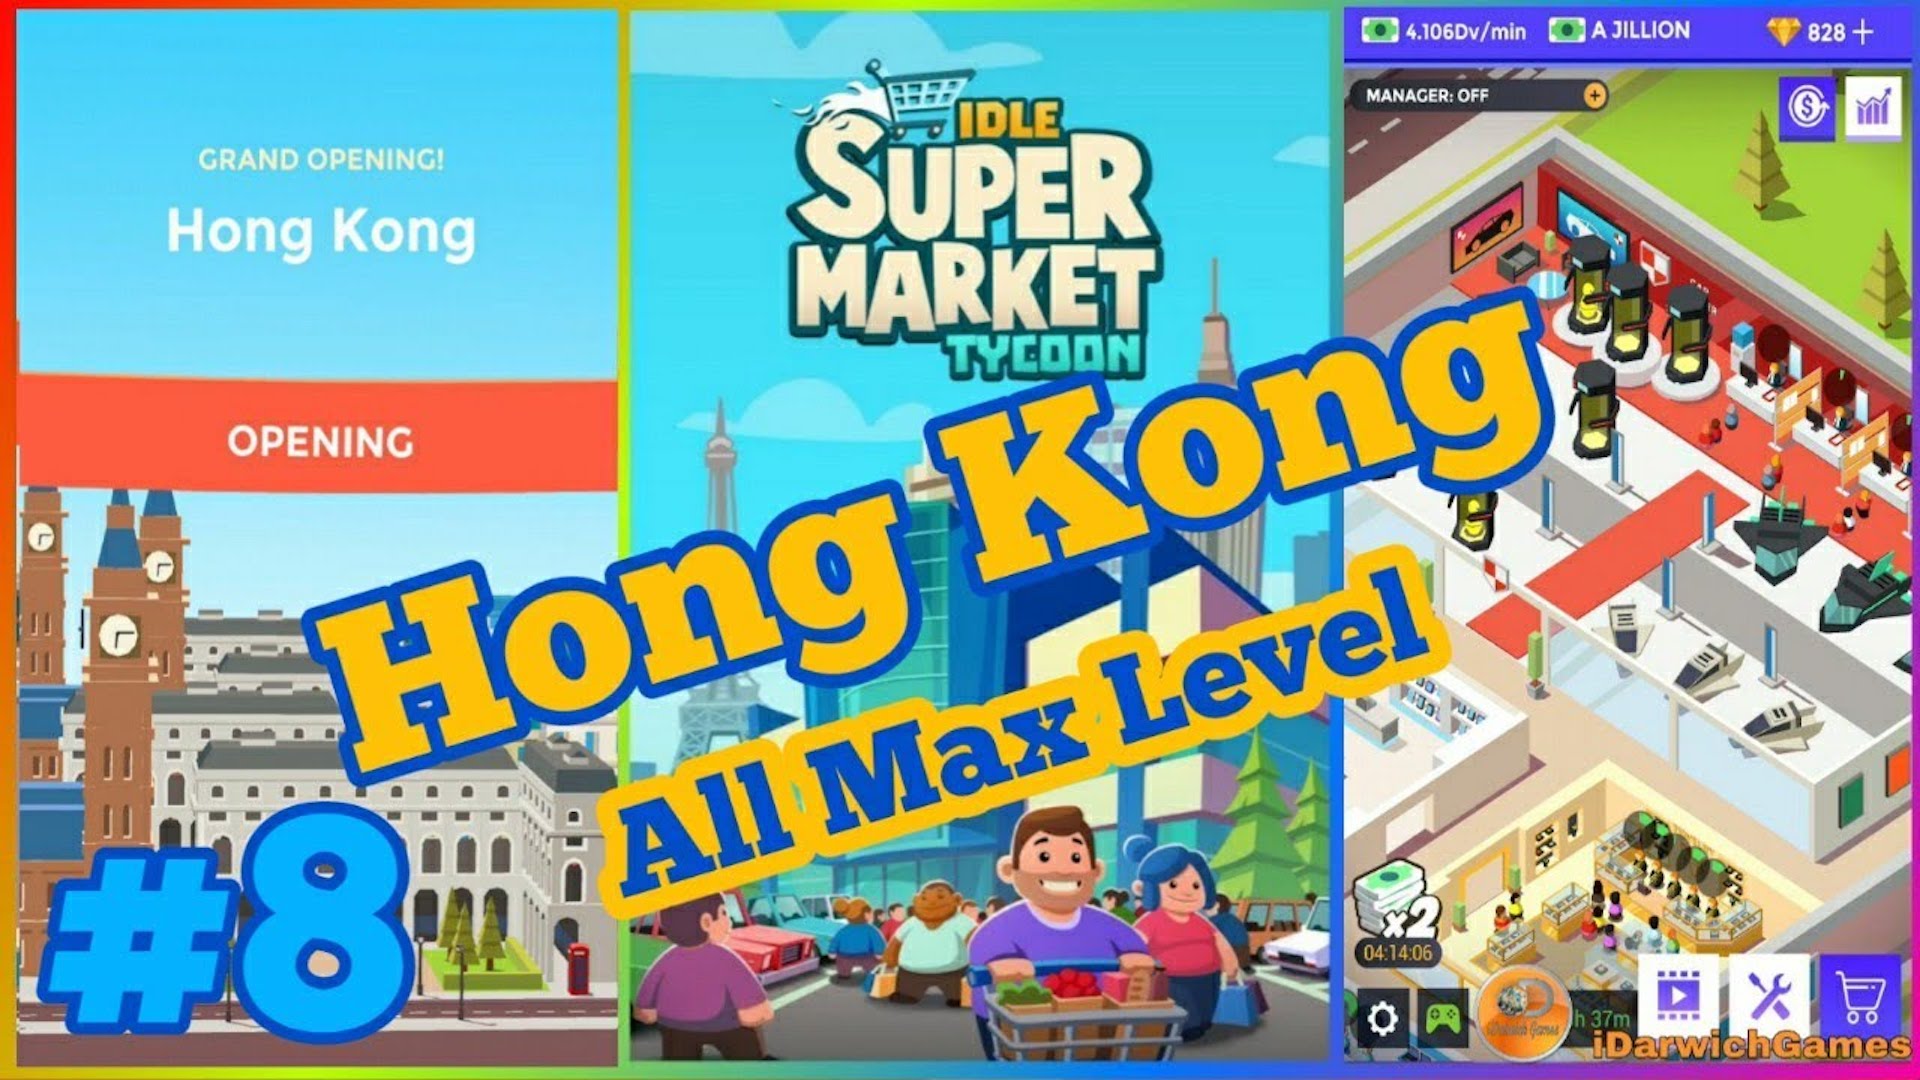 GRAND OPENING!
Hong Kong
OPENING
#8
IDLE
SUPER
MARKET
TYCOON
Hong Kong
All Max Level
4.106Dv/min
A JILLION
828 +
MANAGER: OFF
x2
04:14:06
h 37m
iDarwichGames